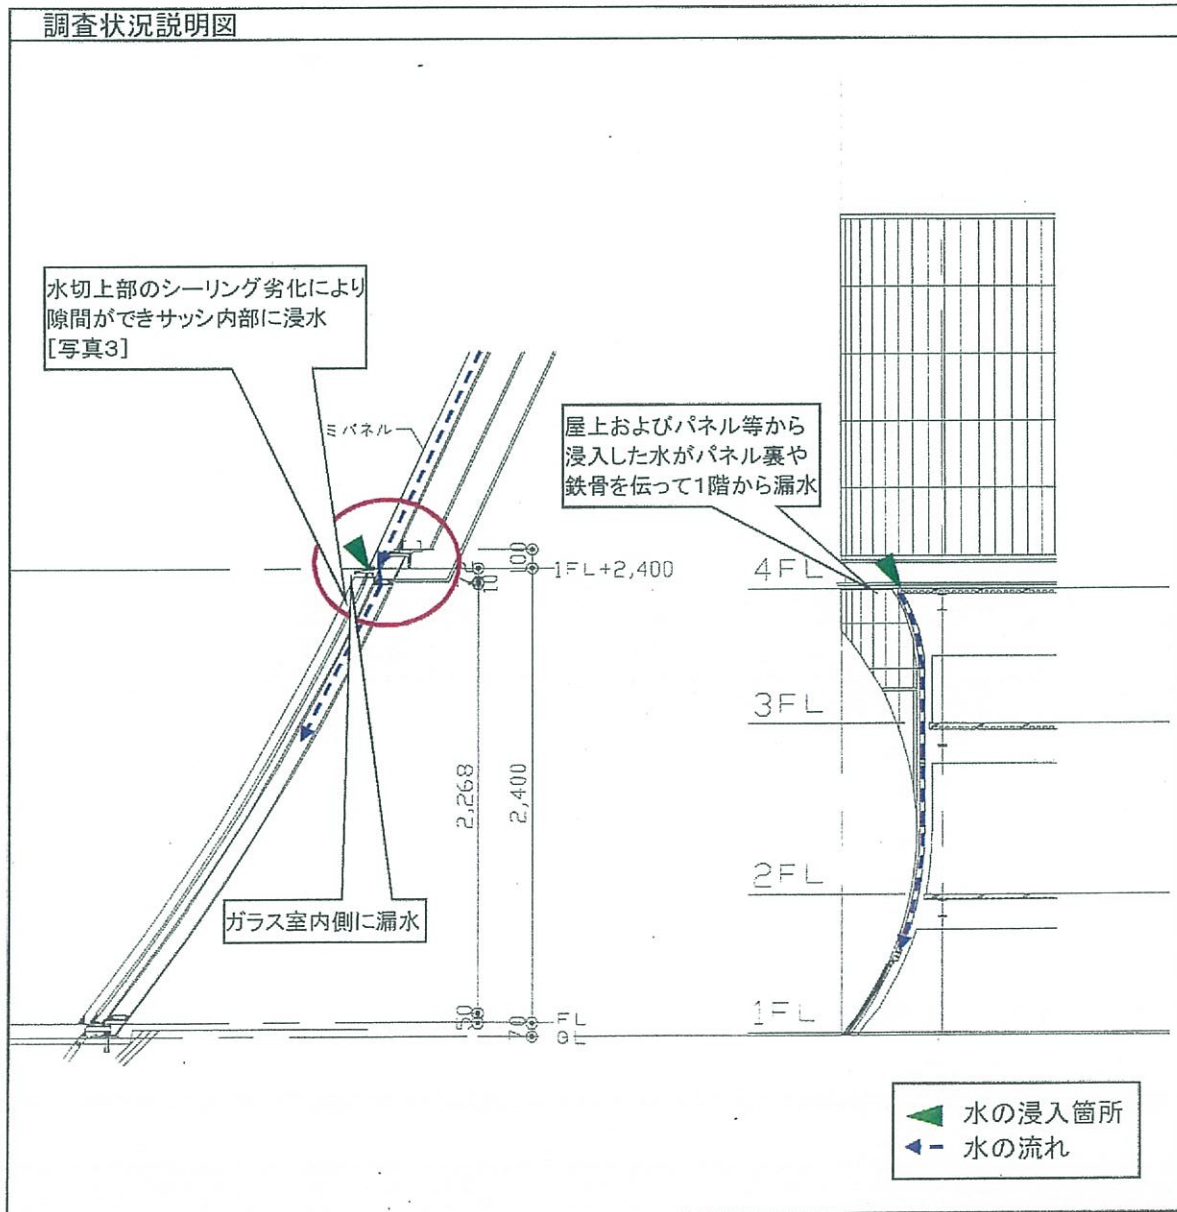 調査状況説明図
水切上部のシーリング劣化により
隙間ができサッシ内部に浸水
[写真3]
ミパネル
屋上およびパネル等から
浸入した水がパネル裏や
鉄骨を伝って1階から漏水
100
1FL+2,400
10
2,268
2,400
ガラス室内側に漏水
50
70
FL
GL
4FL
3FL
2FL
1FL
水の浸入箇所
水の流れ